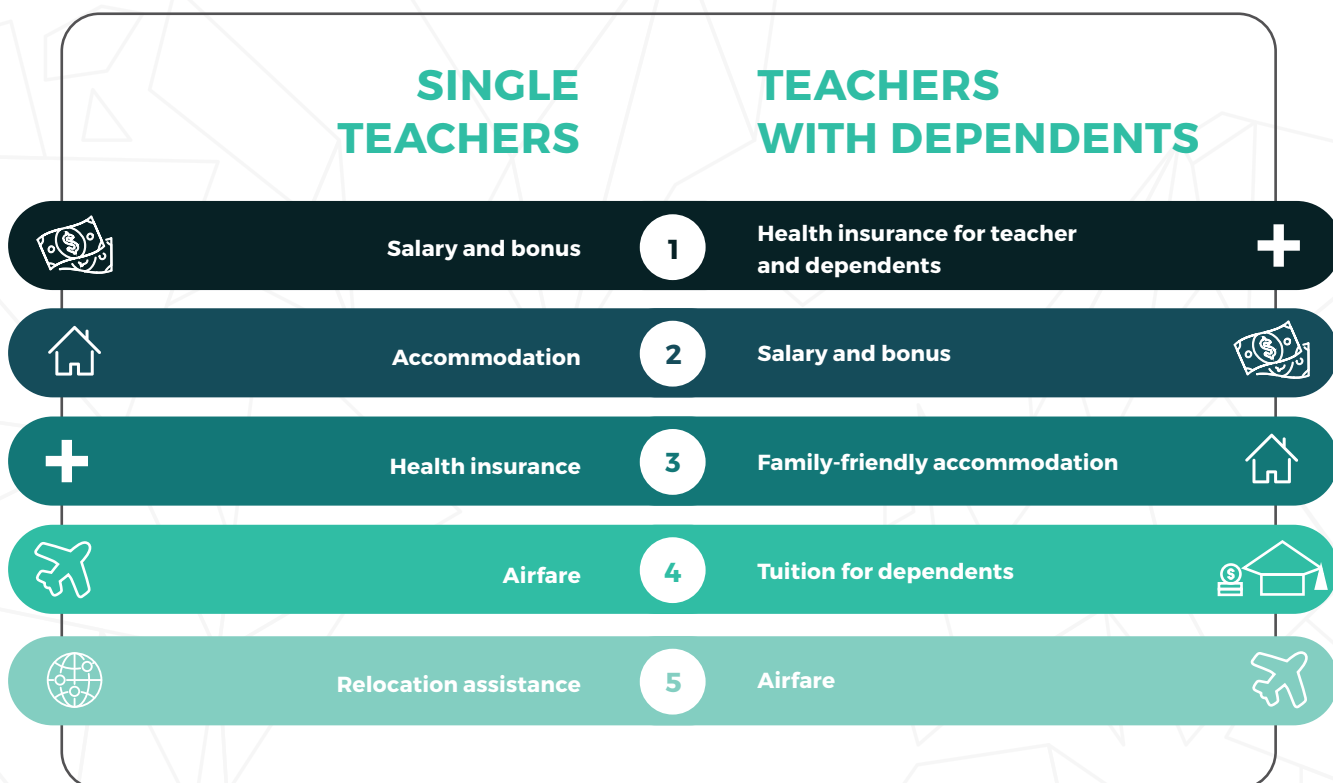 SINGLE
TEACHERS
TEACHERS
WITH DEPENDENTS
Salary and bonus
1
Health insurance for teacher
and dependents
Accommodation
2
Salary and bonus
Health insurance
3
Family-friendly accommodation
Airfare
4
Tuition for dependents
Relocation assistance
5
Airfare